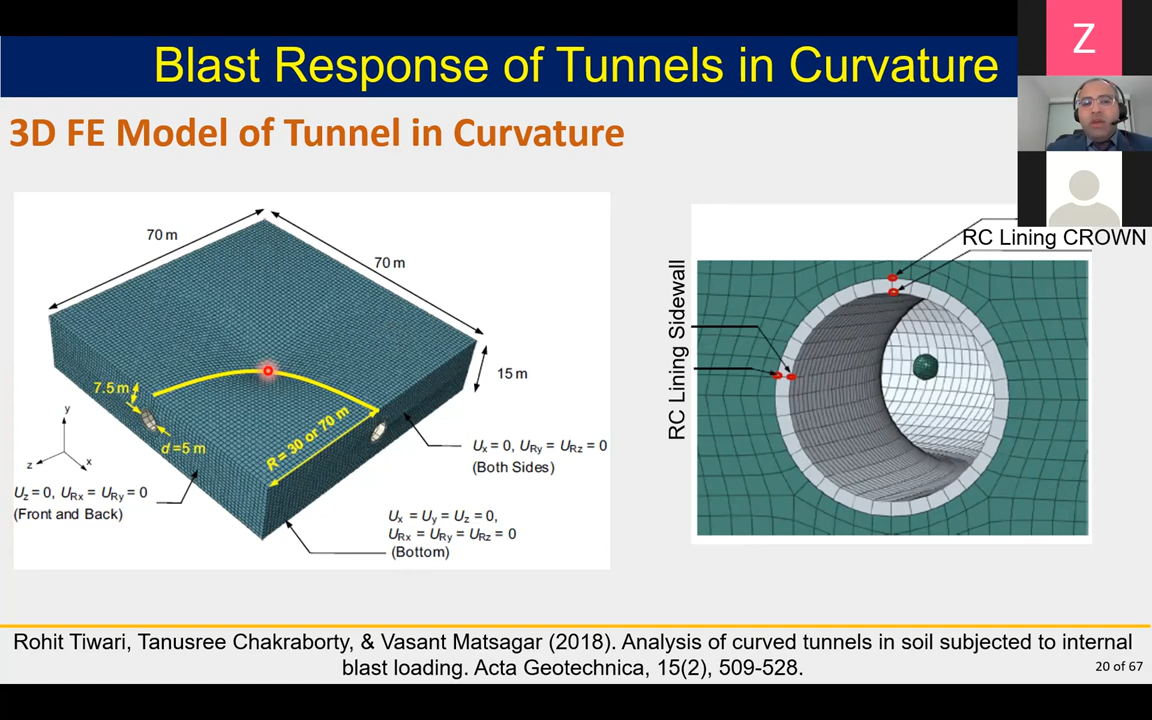 Blast Response of Tunnels in Curvature
Z
3D FE Model of Tunnel in Curvature
70 m
70 m
15 m
7.5 m
d=5 m
R = 30 or 70 m
y
z
x
Ux = 0, URy = URz = 0
(Both Sides)
Uz = 0, URx = URy = 0
(Front and Back)
Ux = Uy = Uz = 0,
URx = URy = URz = 0
(Bottom)
RC Lining CROWN
RC Lining Sidewall
Rohit Tiwari, Tanusree Chakraborty, & Vasant Matsagar (2018). Analysis of curved tunnels in soil subjected to internal
blast loading. Acta Geotechnica, 15(2), 509-528.
20 of 67